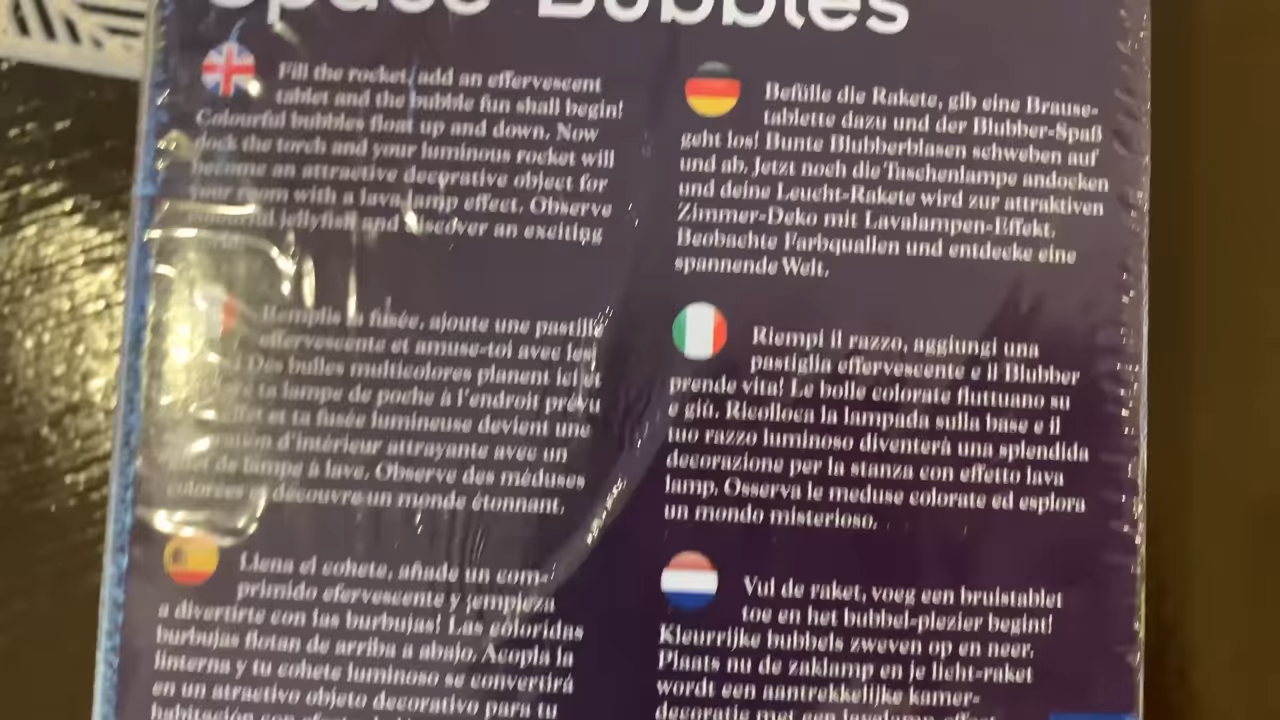 Space Bubbles
Fill the rocket, add an effervescent
tablet and the bubble fun shall begin!
Colourful bubbles float up and down. Now
dock the torch and your luminous rocket will
become an attractive decorative object for
your room with a lava lamp effect. Observe
jellyfish and discover an exciting
Befülle die Rakete, gib eine Brause-
tablette dazu und der Blubber-Spaß
geht los! Bunte Blubberblasen schweben auf
und ab. Jetzt noch die Taschenlampe andocken
und deine Leucht-Rakete wird zur attraktiven
Zimmer-Deko mit Lavalampen-Effekt.
Beobachte Farbquallen und entdecke eine
spannende Welt.
Remplis la fusée, ajoute une pastille
effervescente et amuse-toi avec les
! Des bulles multicolores planent ici et
ta lampe de poche à l'endroit prévu
et ta fusée lumineuse devient une
d'intérieur attrayante avec un
de lampe à lave. Observe des méduses
colorées et découvre un monde étonnant.
Riempi il razzo, aggiungi una
pastiglia effervescente e il Blubber
prende vita! Le bolle colorate fluttuano su
e giù. Ricolloca la lampada sulla base e il
tuo razzo luminoso diventerà una splendida
decorazione per la stanza con effetto lava
lamp. Osserva le meduse colorate ed esplora
un mondo misterioso.
Llena el cohete, añade un com-
primido efervescente y ¡empieza
a divertirte con las burbujas! Las coloridas
burbujas flotan de arriba a abajo. Acopla la
linterna y tu cohete luminoso se convertirá
en un atractivo objeto decorativo para tu
habitación con
Vul de raket, voeg een bruistablet
toe en het bubbel-plezier begint!
Kleurrijke bubbels zweven op en neer.
Plaats nu de zaklamp en je licht-raket
wordt een aantrekkelijke kamer-
decoratie met een lavalamp effect